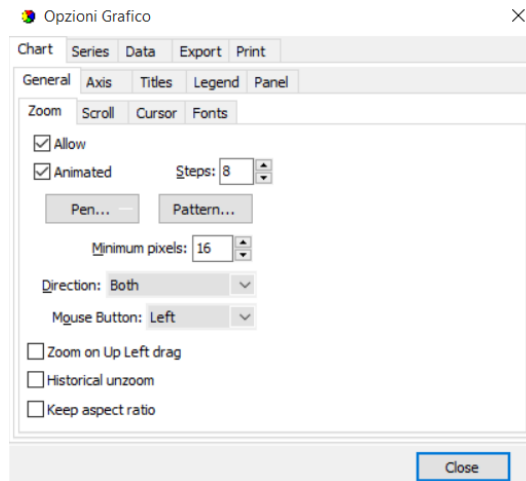 Opzioni Grafico
Chart Series Data Export Print
General Axis Titles Legend Panel
Zoom Scroll Cursor Fonts
Allow
Animated Steps: 8
Pen... Pattern...
Minimum pixels: 16
Direction: Both
Mouse Button: Left
Zoom on Up Left drag
Historical unzoom
Keep aspect ratio
Close